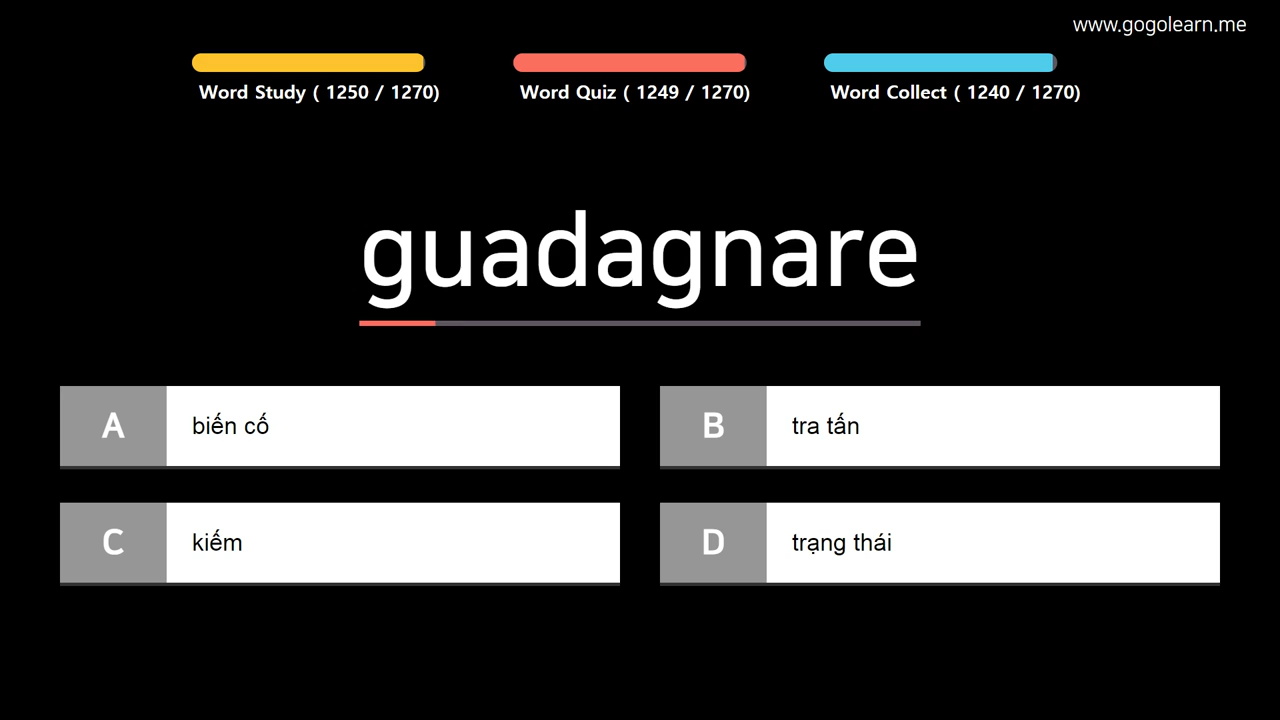 www.gogolearn.me
Word Study ( 1250 / 1270)
Word Quiz ( 1249 / 1270)
Word Collect ( 1240 / 1270)
guadagnare
A biến cố
B tra tấn
C kiếm
D trạng thái